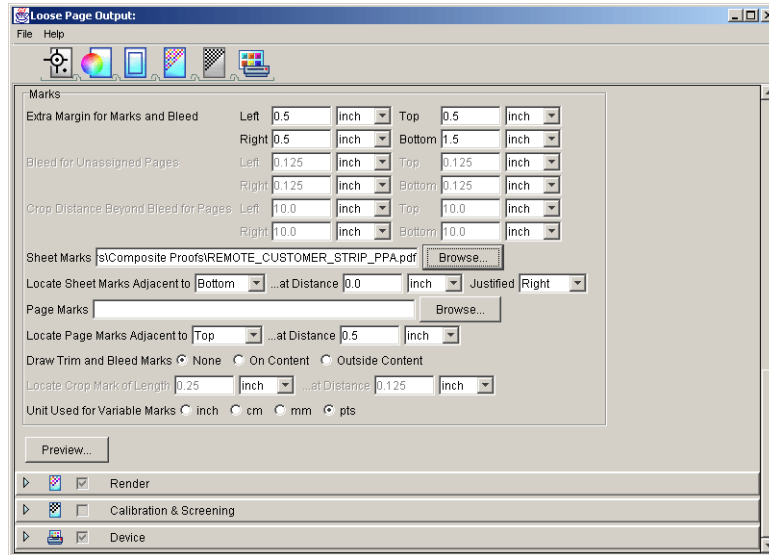 Loose Page Output:
File Help
Marks
Extra Margin for Marks and Bleed Left 0.5 inch Top 0.5 inch
Right 0.5 inch Bottom 1.5 inch
Bleed for Unassigned Pages Left 0.125 inch Top 0.125 inch
Right 0.125 inch Bottom 0.125 inch
Crop Distance Beyond Bleed for Pages Left 10.0 inch Top 10.0 inch
Right 10.0 inch Bottom 10.0 inch
Sheet Marks rs\Composite Proofs\REMOTE_CUSTOMER_STRIP_PPA.pdf Browse...
Locate Sheet Marks Adjacent to Bottom ...at Distance 0.0 inch Justified Right
Page Marks Browse...
Locate Page Marks Adjacent to Top ...at Distance 0.5 inch
Draw Trim and Bleed Marks None On Content Outside Content
Locate Crop Mark of Length 0.25 inch ...at Distance 0.125 inch
Unit Used for Variable Marks inch cm mm pts
Preview...
Render
Calibration & Screening
Device